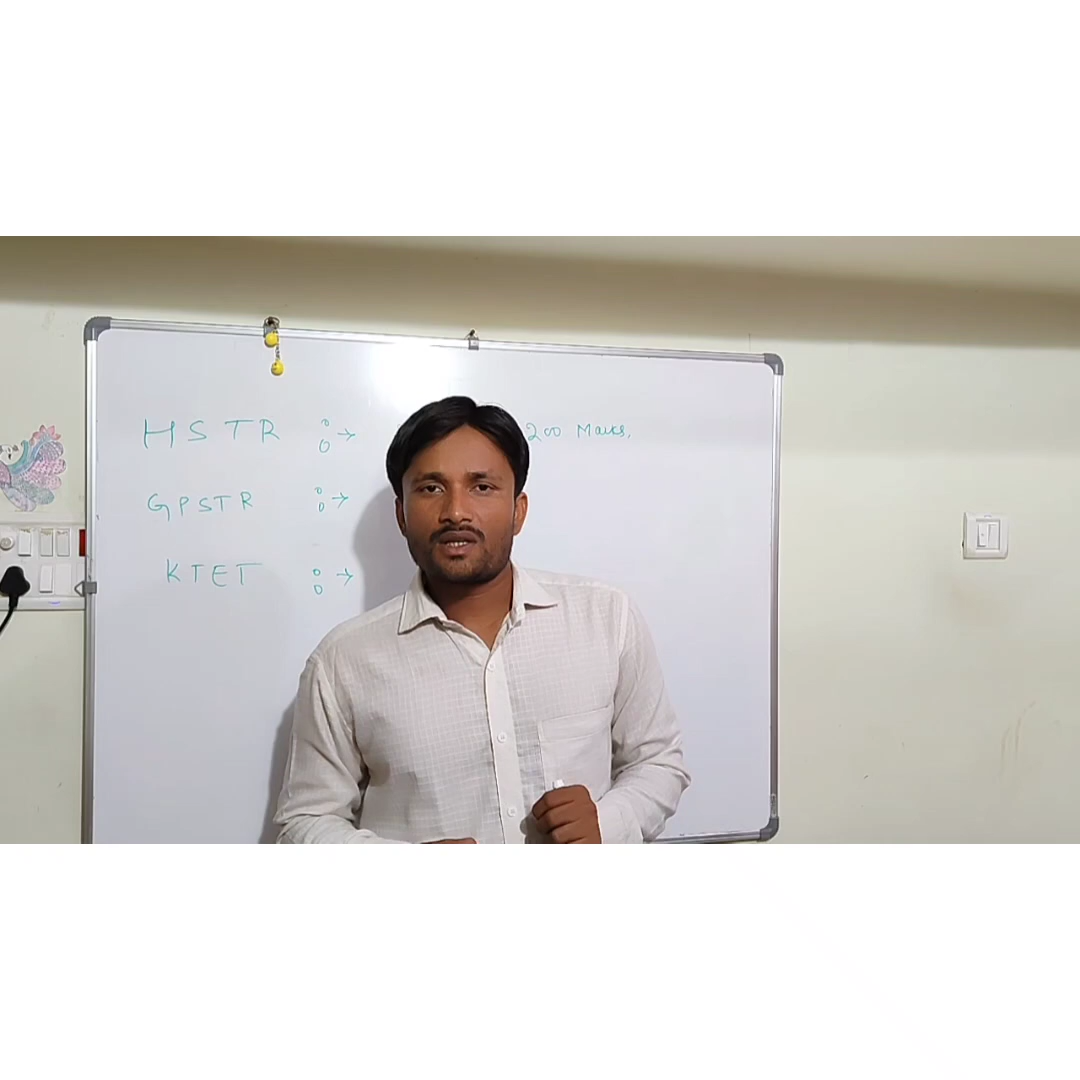 HSTR :→ 200 Marks,
GPSTR :→
KTET :→